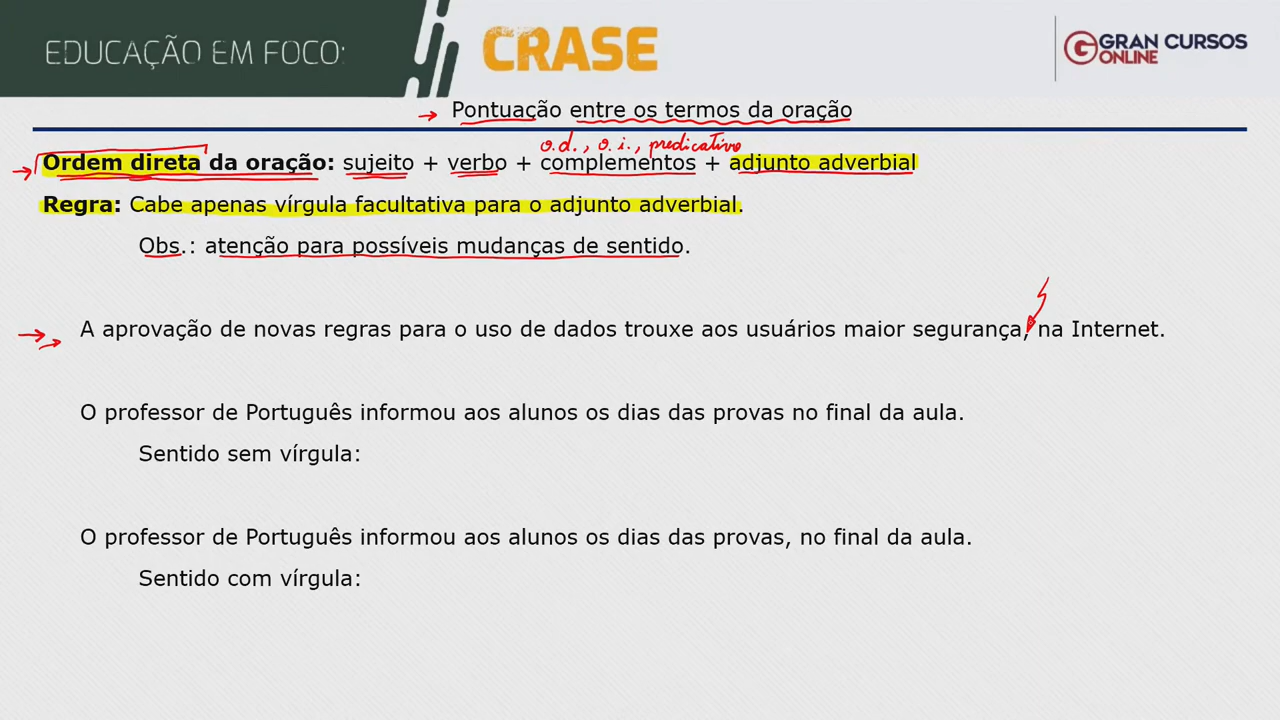 EDUCAÇÃO EM FOCO:
CRASE
GRAN CURSOS
ONLINE
Pontuação entre os termos da oração
o.d., o.i., predicativo
Ordem direta da oração: sujeito + verbo + complementos + adjunto adverbial
Regra: Cabe apenas vírgula facultativa para o adjunto adverbial.
Obs.: atenção para possíveis mudanças de sentido.
A aprovação de novas regras para o uso de dados trouxe aos usuários maior segurança, na Internet.
O professor de Português informou aos alunos os dias das provas no final da aula.
Sentido sem vírgula:
O professor de Português informou aos alunos os dias das provas, no final da aula.
Sentido com vírgula: